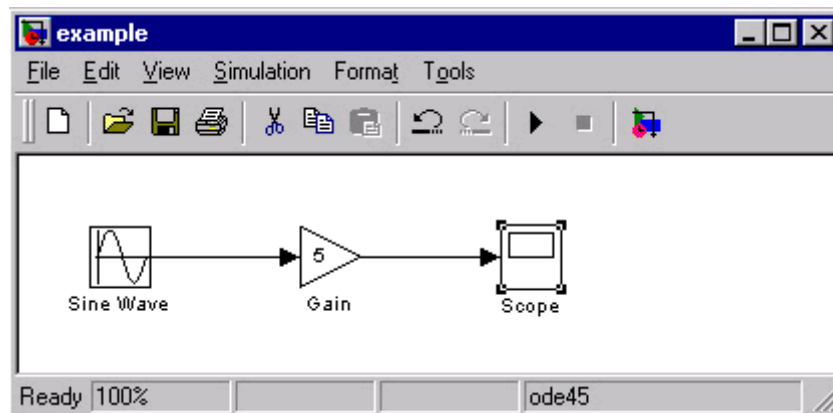 example
File Edit View Simulation Format Tools
5
Sine Wave Gain Scope
Ready 100% ode45